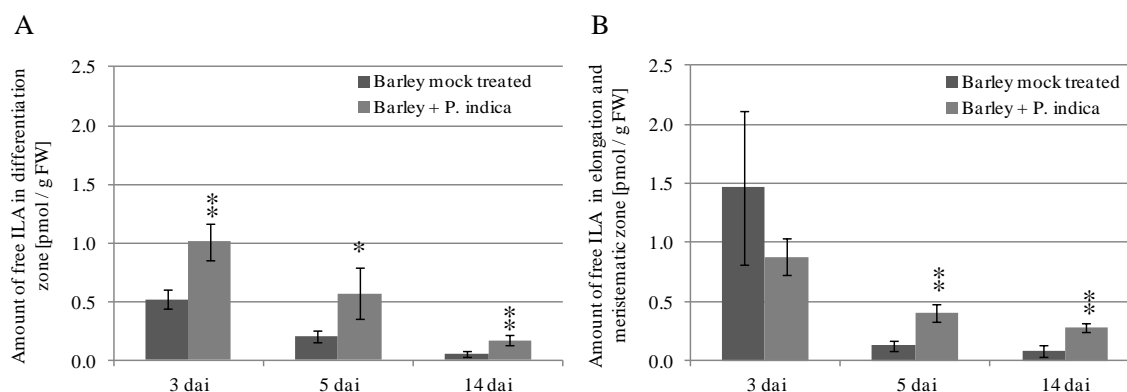 A
Amount of free ILA in differentiation
zone [pmol / g FW]
2.5
2.0
1.5
1.0
0.5
0.0
Barley mock treated
Barley + P. indica
**
*
**
3 dai
5 dai
14 dai
B
Amount of free ILA in elongation and
meristematic zone [pmol / g FW]
2.5
2.0
1.5
1.0
0.5
0.0
Barley mock treated
Barley + P. indica
**
**
3 dai
5 dai
14 dai